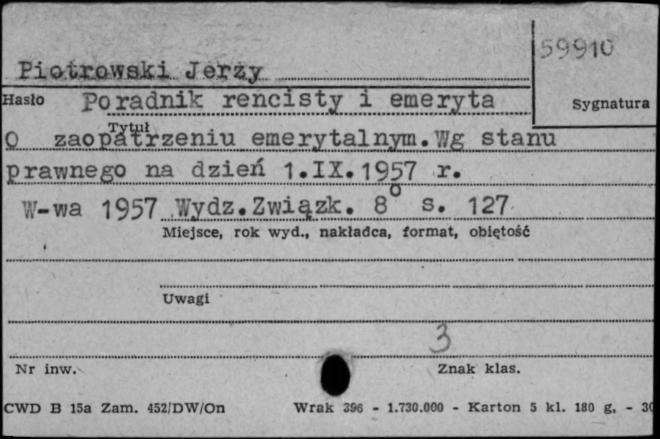 59910
Piotrowski Jerzy
Hasło Poradnik rencisty i emeryta
Sygnatura
Tytuł
O zaopatrzeniu emerytalnym.Wg stanu
prawnego na dzień 1.IX.1957 r.
W-wa 1957 Wydz.Związk. 8° s. 127
Miejsce, rok wyd., nakładca, format, obiętość
Uwagi
3
Nr inw. Znak klas.
CWD B 15a Zam. 452/DW/On Wrak 396 - 1.730.000 - Karton 5 kl. 180 g. - 30